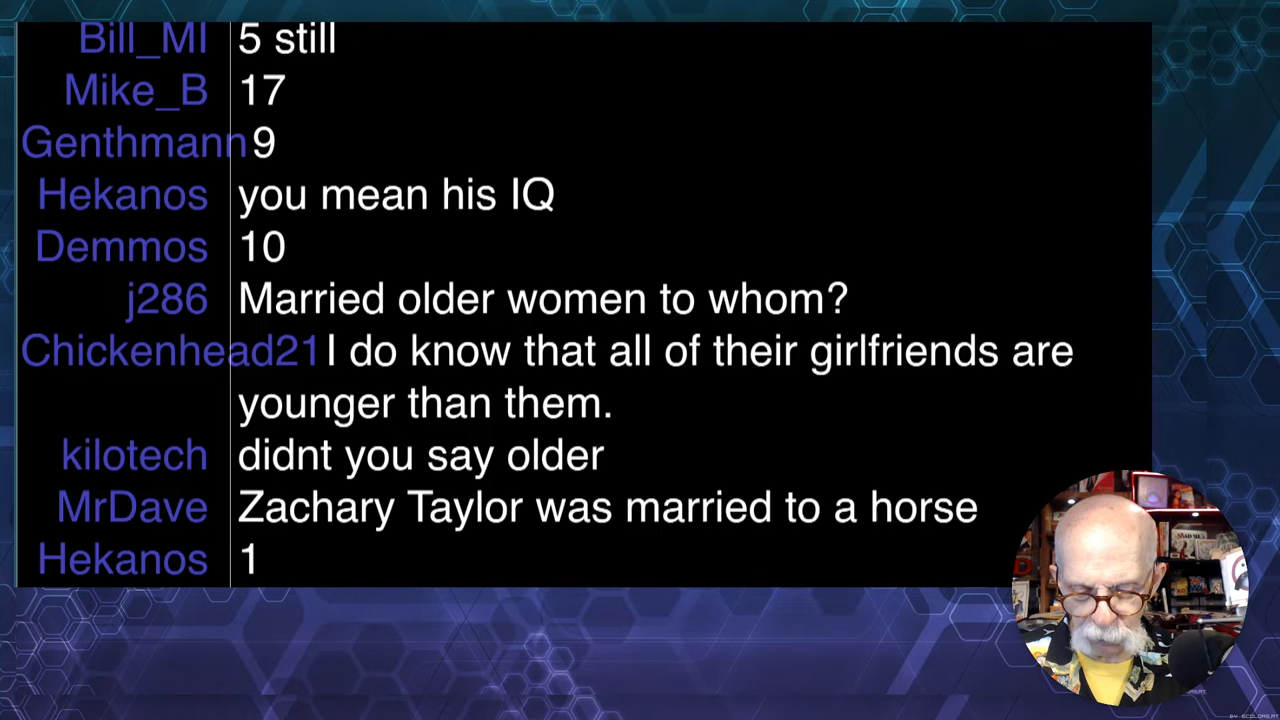 Bill_MI 5 still
Mike_B 17
Genthmann 9
Hekanos you mean his IQ
Demmos 10
j286 Married older women to whom?
Chickenhead21 I do know that all of their girlfriends are
younger than them.
kilotech didnt you say older
MrDave Zachary Taylor was married to a horse
Hekanos 1